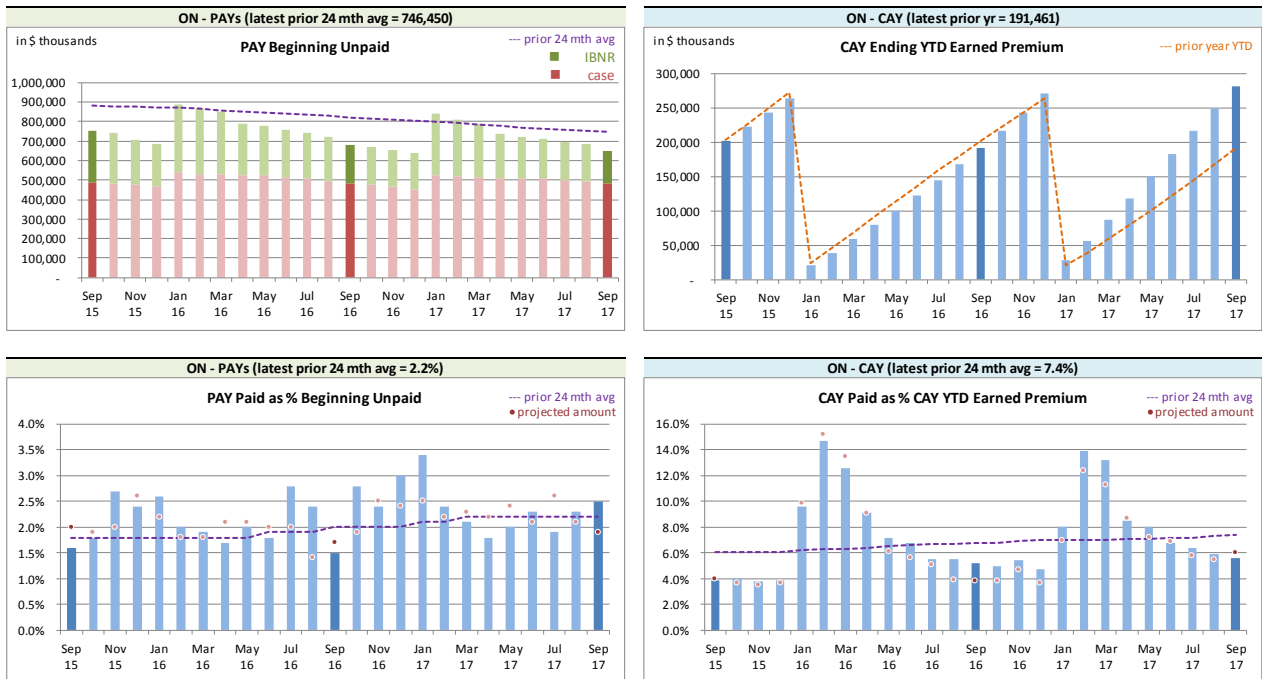 ON - PAYs (latest prior 24 mth avg = 746,450)
in $ thousands
PAY Beginning Unpaid
--- prior 24 mth avg
IBNR
case
1,000,000
900,000
800,000
700,000
600,000
500,000
400,000
300,000
200,000
100,000
-
Sep Nov Jan Mar May Jul Sep Nov Jan Mar May Jul Sep
15 15 16 16 16 16 16 16 17 17 17 17 17
ON - CAY (latest prior yr = 191,461)
in $ thousands
CAY Ending YTD Earned Premium
--- prior year YTD
300,000
250,000
200,000
150,000
100,000
50,000
-
Sep Nov Jan Mar May Jul Sep Nov Jan Mar May Jul Sep
15 15 16 16 16 16 16 16 17 17 17 17 17
ON - PAYs (latest prior 24 mth avg = 2.2%)
PAY Paid as % Beginning Unpaid
--- prior 24 mth avg
projected amount
4.0%
3.5%
3.0%
2.5%
2.0%
1.5%
1.0%
0.5%
0.0%
Sep Nov Jan Mar May Jul Sep Nov Jan Mar May Jul Sep
15 15 16 16 16 16 16 16 17 17 17 17 17
ON - CAY (latest prior 24 mth avg = 7.4%)
CAY Paid as % CAY YTD Earned Premium
--- prior 24 mth avg
projected amount
16.0%
14.0%
12.0%
10.0%
8.0%
6.0%
4.0%
2.0%
0.0%
Sep Nov Jan Mar May Jul Sep Nov Jan Mar May Jul Sep
15 15 16 16 16 16 16 16 17 17 17 17 17